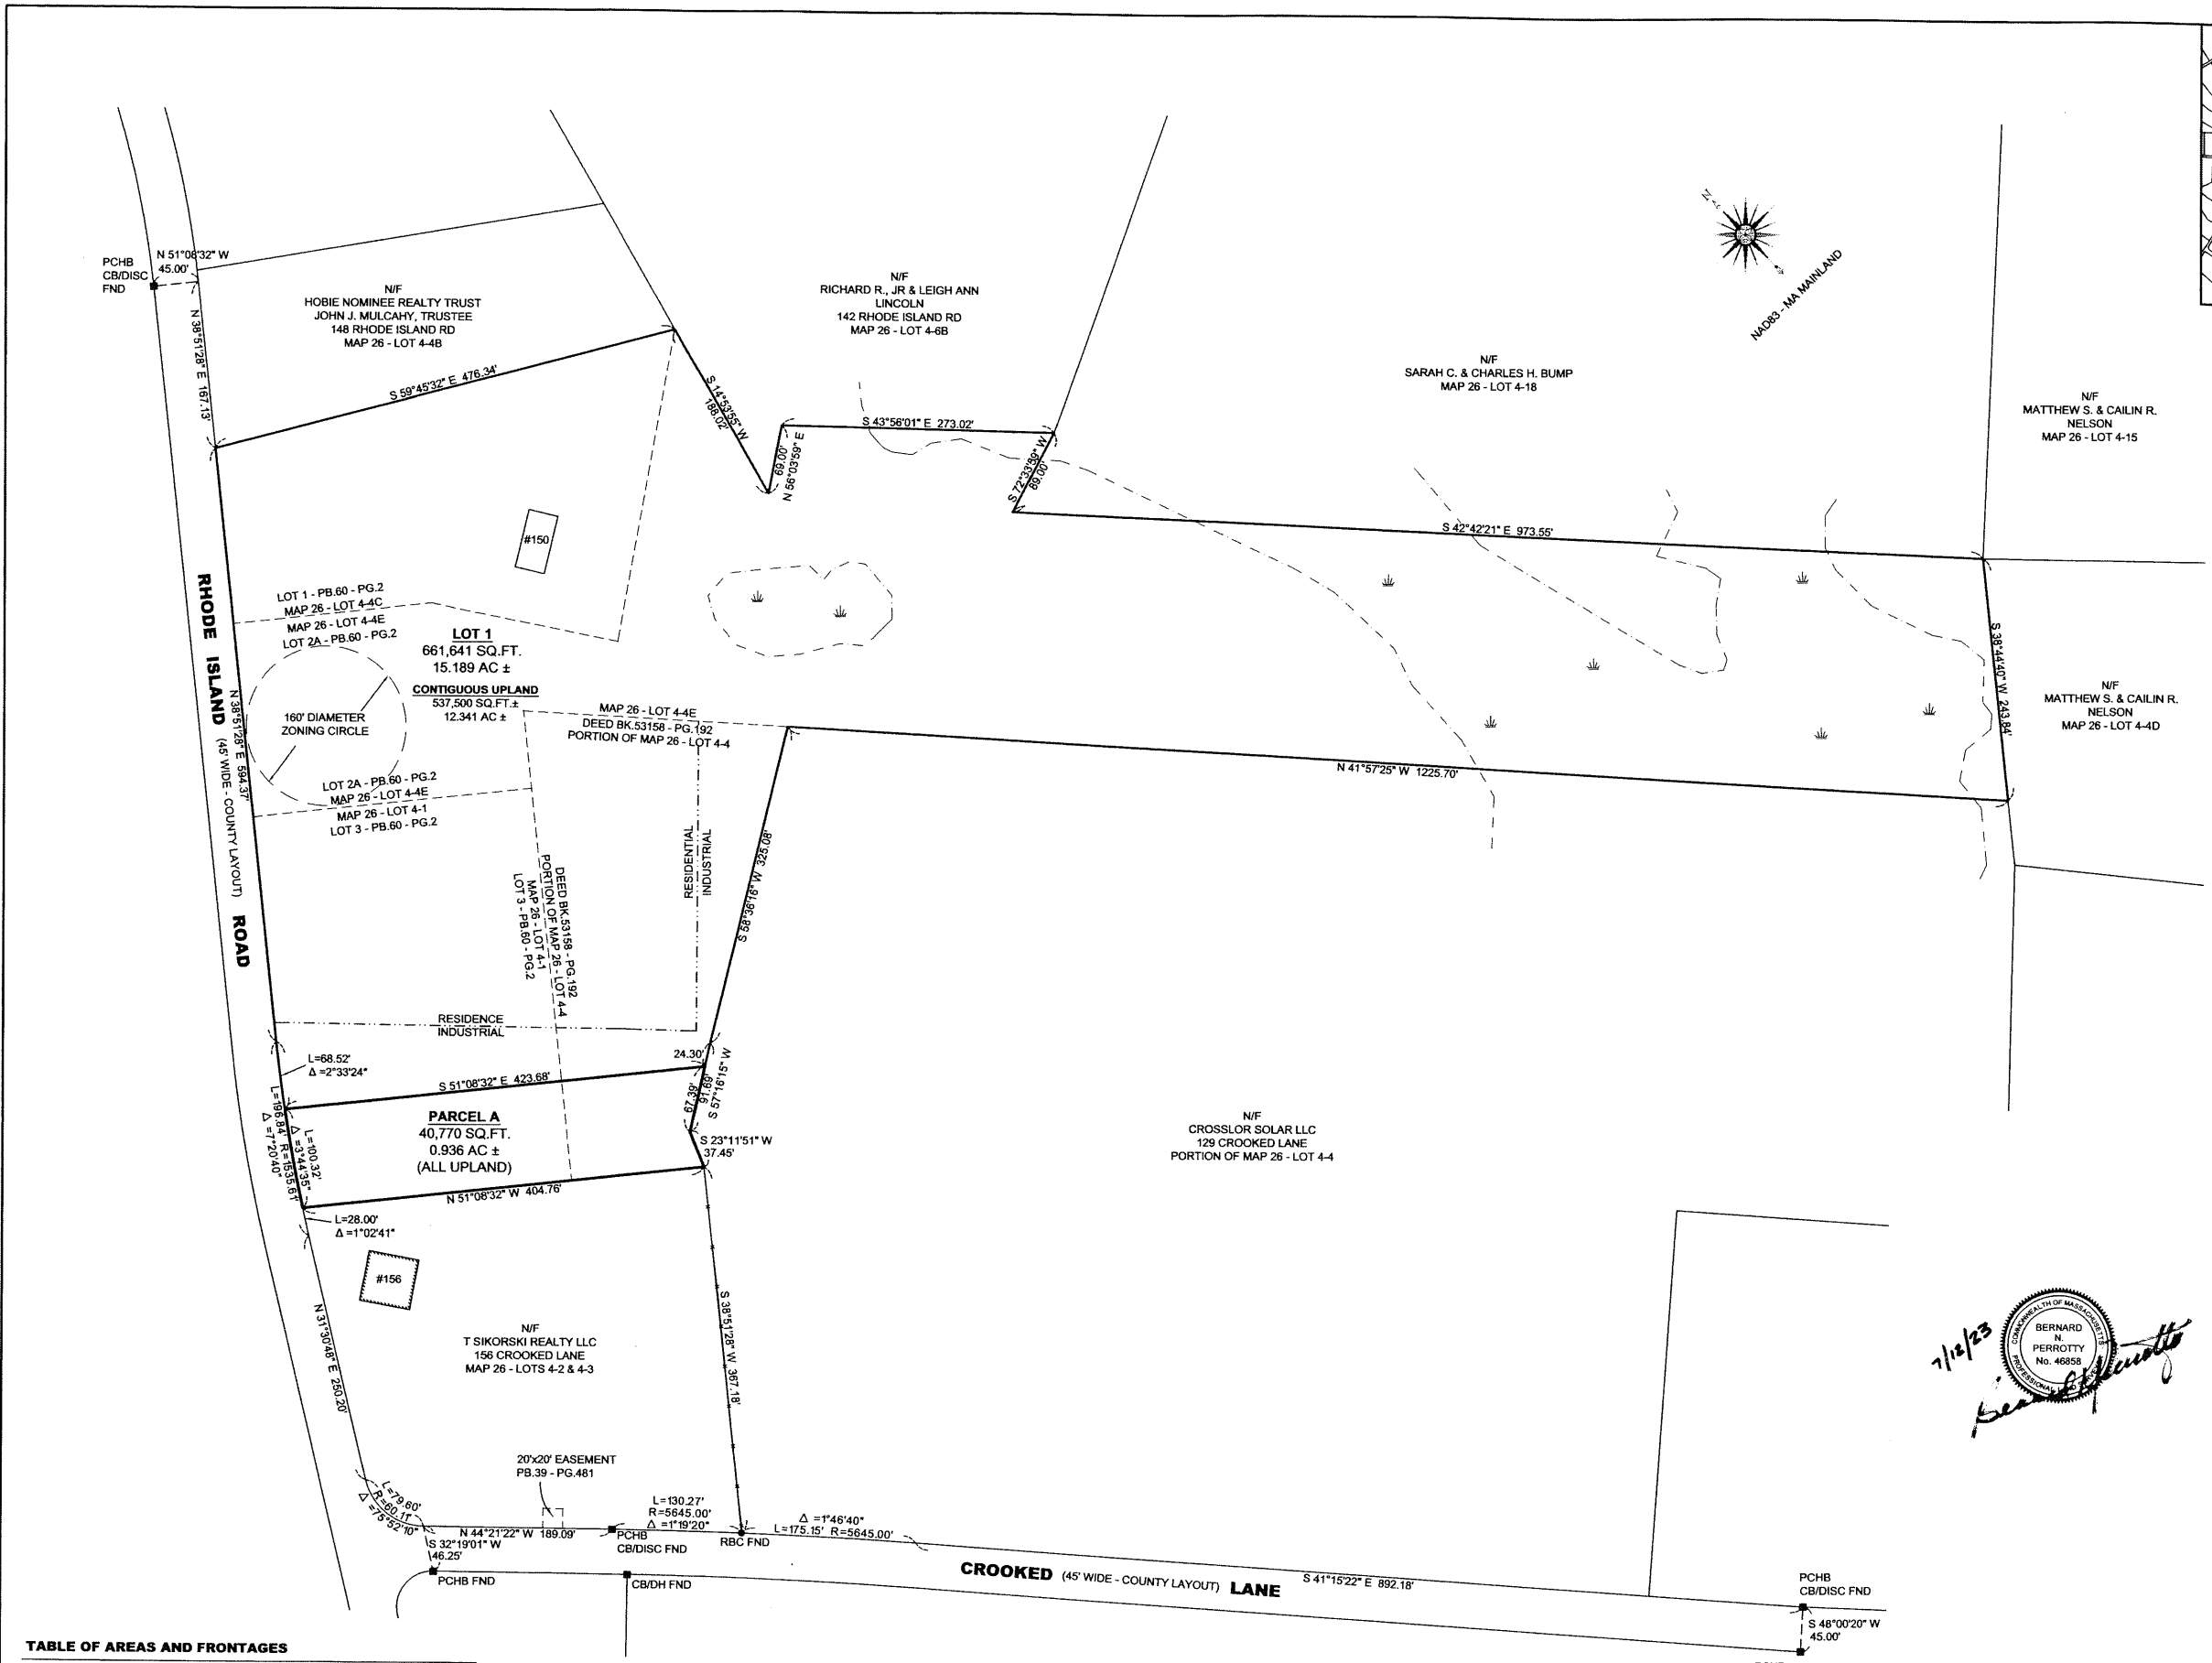 PCHB
CB/DISC
FND
N 51°08'32" W
45.00'
N 38°51'28" E 167.13'
N/F
HOBIE NOMINEE REALTY TRUST
JOHN J. MULCAHY, TRUSTEE
148 RHODE ISLAND RD
MAP 26 - LOT 4-4B
N/F
RICHARD R., JR & LEIGH ANN
LINCOLN
142 RHODE ISLAND RD
MAP 26 - LOT 4-6B
N
NAD83 - MA MAINLAND
N/F
SARAH C. & CHARLES H. BUMP
MAP 26 - LOT 4-18
N/F
MATTHEW S. & CAILIN R.
NELSON
MAP 26 - LOT 4-15
S 59°45'32" E 476.34'
S 14°53'55" W
188.02'
69.00'
N 56°03'59" E
S 43°56'01" E 273.02'
S 72°33'59" W
89.00'
S 42°42'21" E 973.55'
#150
RHODE ISLAND (45' WIDE - COUNTY LAYOUT) ROAD
N 38°51'28" E 594.37'
LOT 1 - PB.60 - PG.2
MAP 26 - LOT 4-4C
MAP 26 - LOT 4-4E
LOT 2A - PB.60 - PG.2
LOT 1
661,641 SQ.FT.
15.189 AC ±
CONTIGUOUS UPLAND
537,500 SQ.FT.±
12.341 AC ±
160' DIAMETER
ZONING CIRCLE
MAP 26 - LOT 4-4E
DEED BK.53158 - PG.192
PORTION OF MAP 26 - LOT 4-4
S 38°44'40" W 243.84'
N/F
MATTHEW S. & CAILIN R.
NELSON
MAP 26 - LOT 4-4D
N 41°57'25" W 1225.70'
LOT 2A - PB.60 - PG.2
MAP 26 - LOT 4-4E
MAP 26 - LOT 4-1
LOT 3 - PB.60 - PG.2
DEED BK.53158 - PG.192
PORTION OF MAP 26 - LOT 4-4
MAP 26 - LOT 4-1
LOT 3 - PB.60 - PG.2
RESIDENTIAL
INDUSTRIAL
S 58°36'16" W 325.08'
RESIDENCE
INDUSTRIAL
L=68.52'
Δ =2°33'24"
24.30'
S 51°08'32" E 423.68'
67.39'
91.69'
S 57°16'15" W
L=196.84' R=1535.61'
Δ =7°20'40"
L=100.32'
Δ =3°44'35"
PARCEL A
40,770 SQ.FT.
0.936 AC ±
(ALL UPLAND)
S 23°11'51" W
37.45'
N 51°08'32" W 404.76'
N/F
CROSSLOR SOLAR LLC
129 CROOKED LANE
PORTION OF MAP 26 - LOT 4-4
L=28.00'
Δ =1°02'41"
#156
N 31°30'48" E 250.20'
N/F
T SIKORSKI REALTY LLC
156 CROOKED LANE
MAP 26 - LOTS 4-2 & 4-3
S 38°51'28" W 367.18'
7/12/23
COMMONWEALTH OF MASSACHUSETTS
BERNARD
N.
PERROTTY
No. 46858
PROFESSIONAL LAND SURVEYOR
20'x20' EASEMENT
PB.39 - PG.481
L=79.60'
R=60.11'
Δ =75°52'10"
N 44°21'22" W 189.09'
S 32°19'01" W
46.25'
PCHB FND
L=130.27'
R=5645.00'
Δ =1°19'20"
PCHB
CB/DISC FND
RBC FND
Δ =1°46'40"
L=175.15' R=5645.00'
CB/DH FND
CROOKED (45' WIDE - COUNTY LAYOUT) LANE
S 41°15'22" E 892.18'
PCHB
CB/DISC FND
S 48°00'20" W
45.00'
TABLE OF AREAS AND FRONTAGES